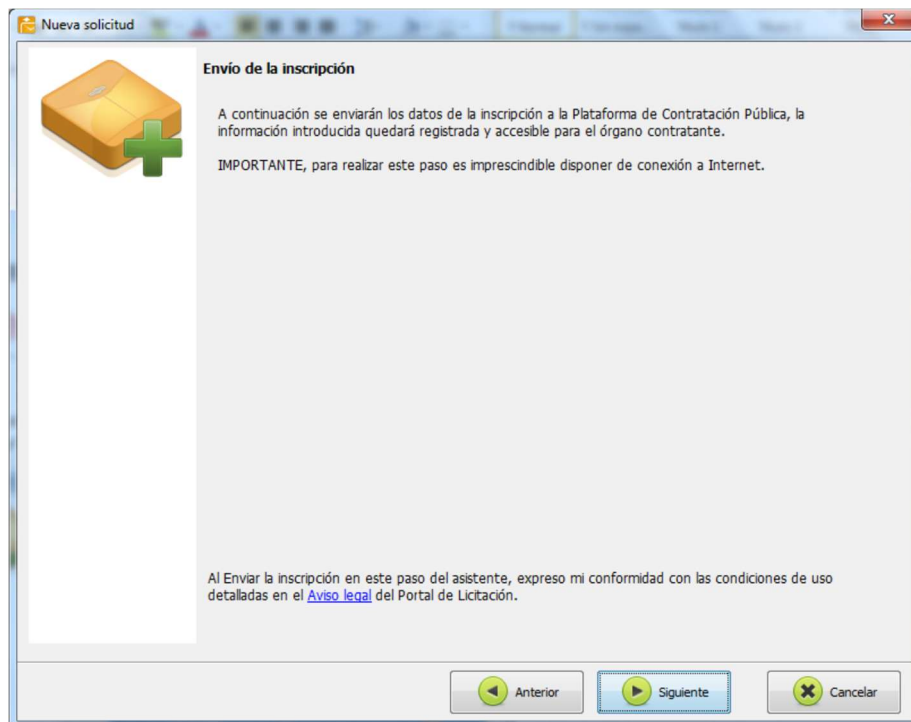 Nueva solicitud
Envío de la inscripción
A continuación se enviarán los datos de la inscripción a la Plataforma de Contratación Pública, la
información introducida quedará registrada y accesible para el órgano contratante.
IMPORTANTE, para realizar este paso es imprescindible disponer de conexión a Internet.
Al Enviar la inscripción en este paso del asistente, expreso mi conformidad con las condiciones de uso
detalladas en el Aviso legal del Portal de Licitación.
Anterior
Siguiente
Cancelar